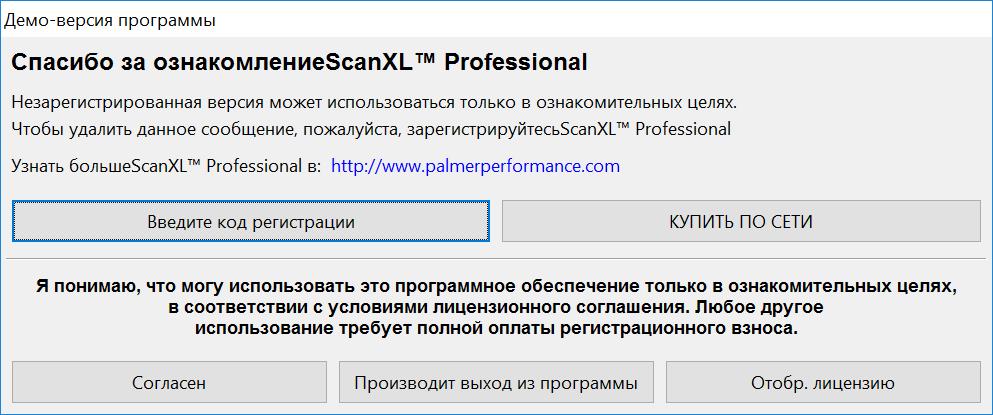 Демо-версия программы
Спасибо за ознакомлениеScanXL™ Professional
Незарегистрированная версия может использоваться только в ознакомительных целях.
Чтобы удалить данное сообщение, пожалуйста, зарегистрируйтесьScanXL™ Professional
Узнать большеScanXL™ Professional в: http://www.palmerperformance.com
Введите код регистрации
КУПИТЬ ПО СЕТИ
Я понимаю, что могу использовать это программное обеспечение только в ознакомительных целях,
в соответствии с условиями лицензионного соглашения. Любое другое
использование требует полной оплаты регистрационного взноса.
Согласен
Производит выход из программы
Отобр. лицензию